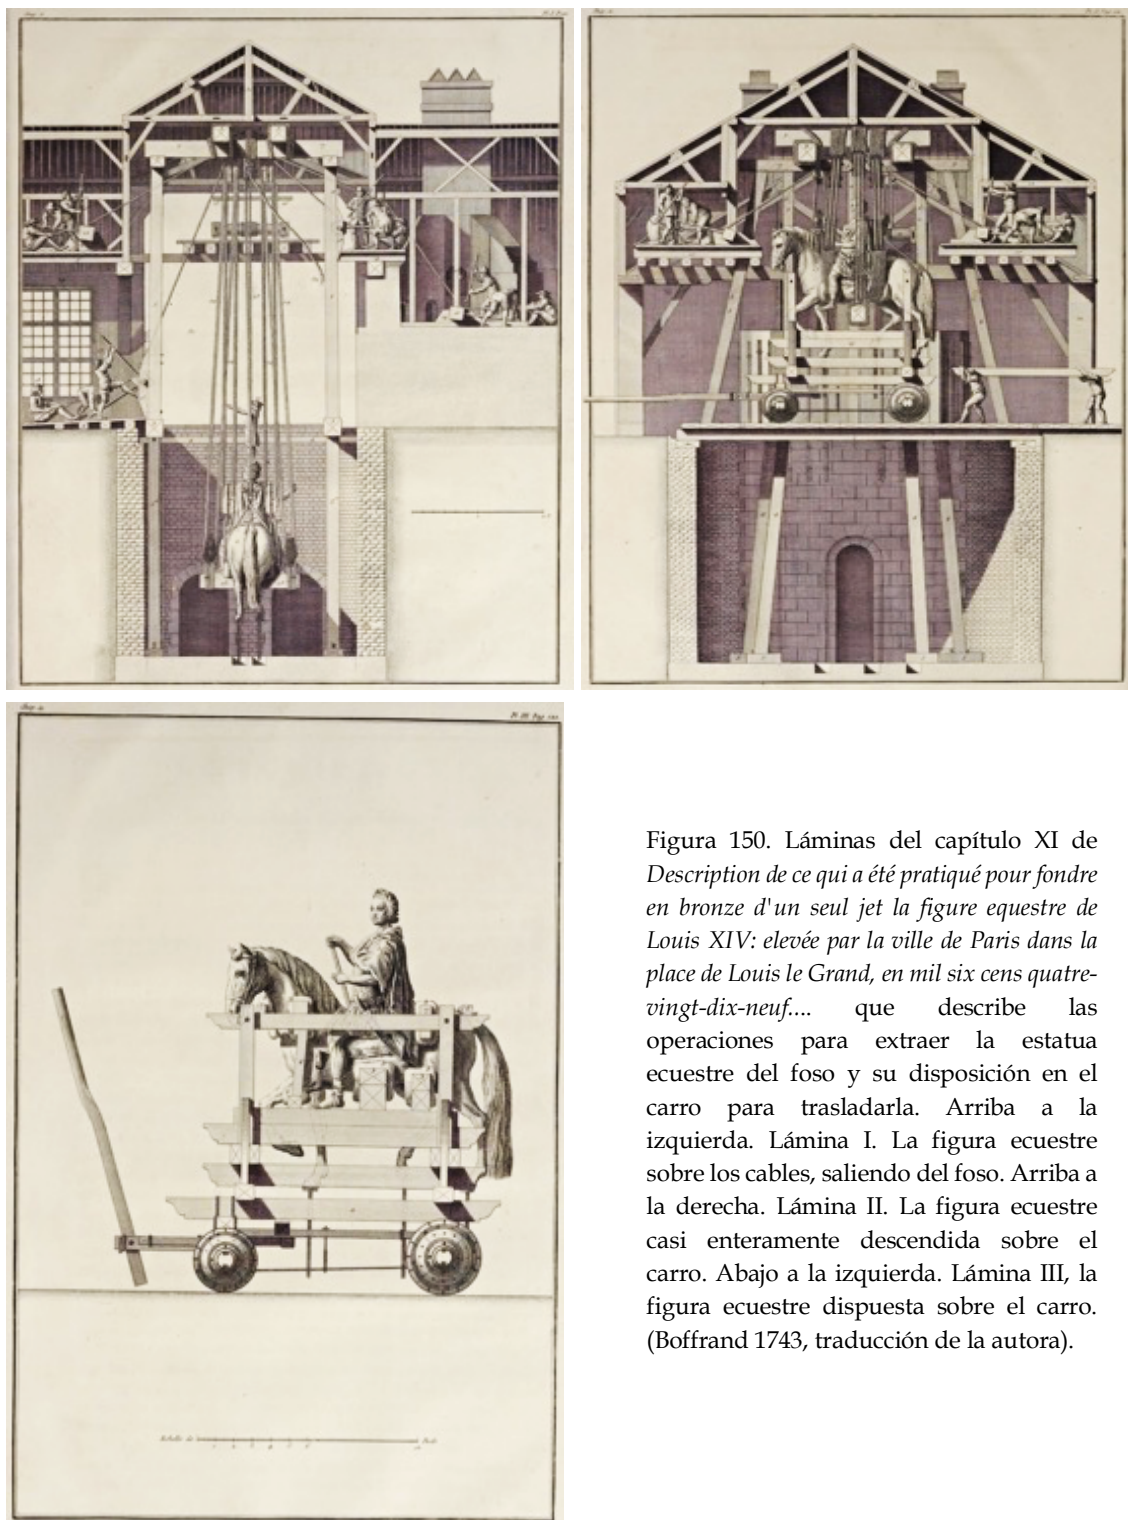 Figura 150. Láminas del capítulo XI de
Description de ce qui a été pratiqué pour fondre
en bronze d'un seul jet la figure equestre de
Louis XIV: elevée par la ville de Paris dans la
place de Louis le Grand, en mil six cens quatre-
vingt-dix-neuf.... que describe las
operaciones para extraer la estatua
ecuestre del foso y su disposición en el
carro para trasladarla. Arriba a la
izquierda. Lámina I. La figura ecuestre
sobre los cables, saliendo del foso. Arriba a
la derecha. Lámina II. La figura ecuestre
casi enteramente descendida sobre el
carro. Abajo a la izquierda. Lámina III, la
figura ecuestre dispuesta sobre el carro.
(Boffrand 1743, traducción de la autora).